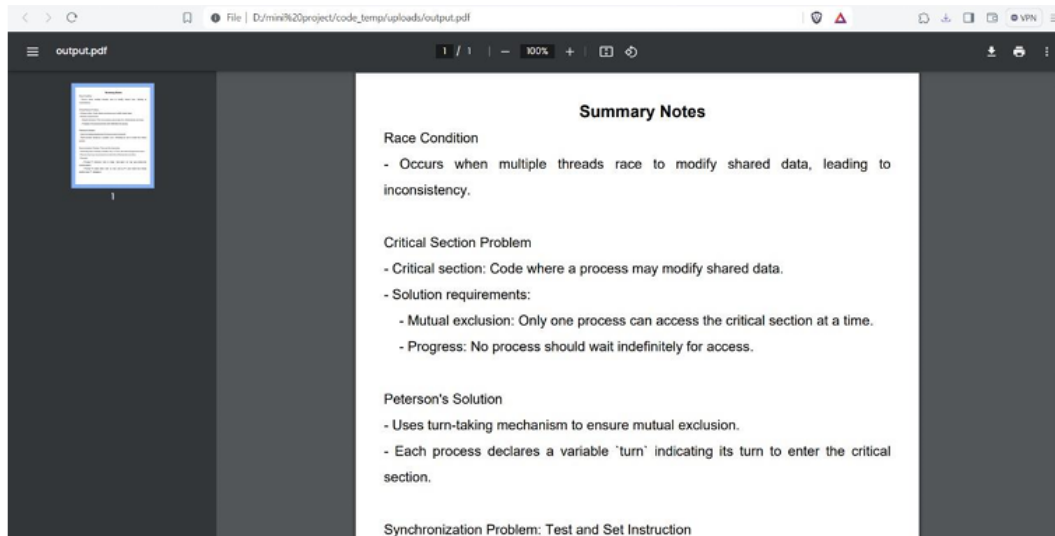 File | D:/mini%20project/code_temp/uploads/output.pdf
VPN
output.pdf
1 / 1
100%
1
Summary Notes
Race Condition
- Occurs when multiple threads race to modify shared data, leading to
inconsistency.
Critical Section Problem
- Critical section: Code where a process may modify shared data.
- Solution requirements:
- Mutual exclusion: Only one process can access the critical section at a time.
- Progress: No process should wait indefinitely for access.
Peterson's Solution
- Uses turn-taking mechanism to ensure mutual exclusion.
- Each process declares a variable `turn` indicating its turn to enter the critical
section.
Synchronization Problem: Test and Set Instruction